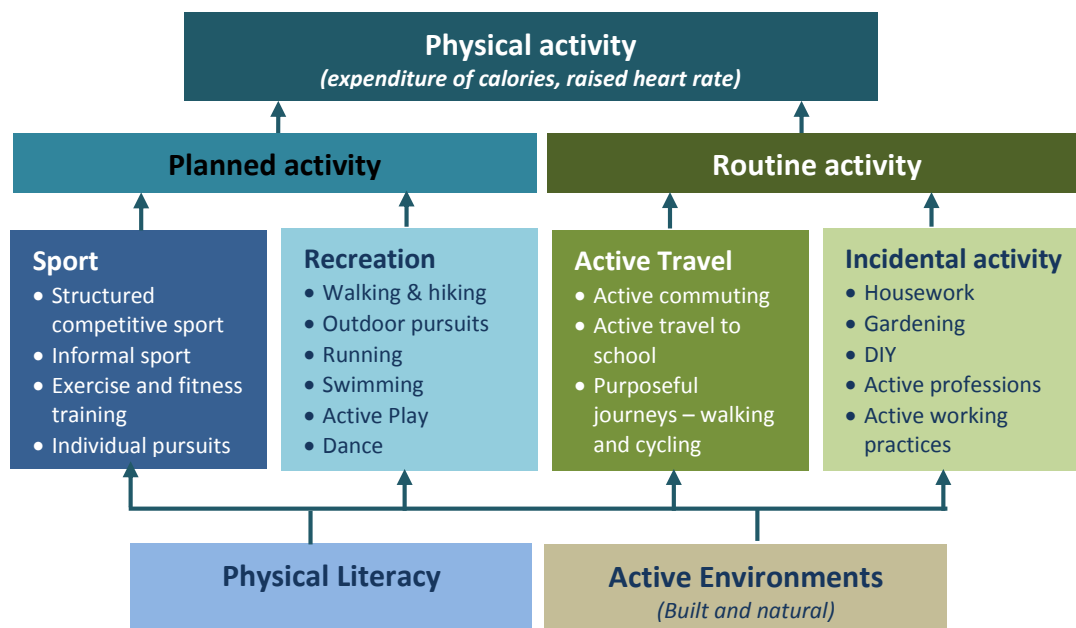 Physical activity
(expenditure of calories, raised heart rate)
Planned activity
Routine activity
Sport
• Structured
competitive sport
• Informal sport
• Exercise and fitness
training
• Individual pursuits
Recreation
• Walking & hiking
• Outdoor pursuits
• Running
• Swimming
• Active Play
• Dance
Active Travel
• Active commuting
• Active travel to
school
• Purposeful
journeys – walking
and cycling
Incidental activity
• Housework
• Gardening
• DIY
• Active professions
• Active working
practices
Physical Literacy
Active Environments
(Built and natural)